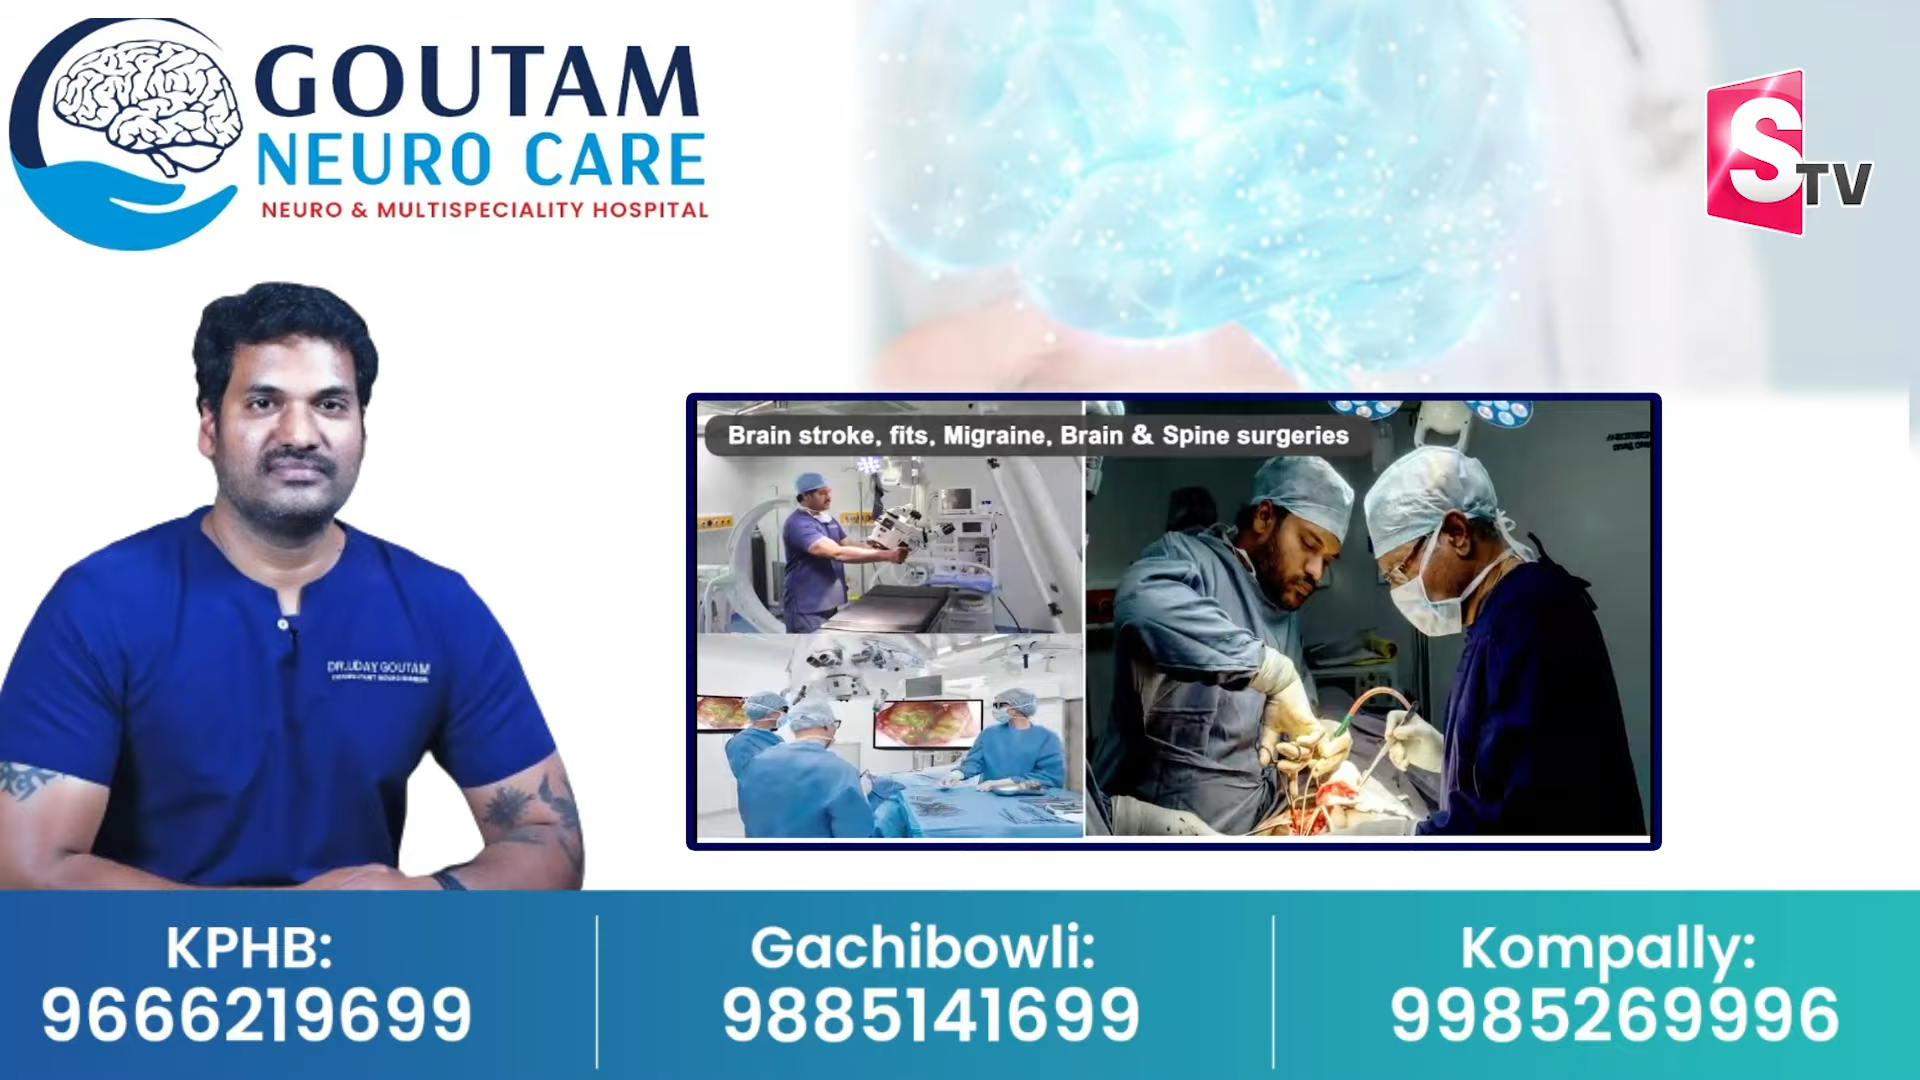 GOUTAM
NEURO CARE
NEURO & MULTISPECIALITY HOSPITAL
STV
Brain stroke, fits, Migraine, Brain & Spine surgeries
DR.UDAY GOUTAM
KPHB:
9666219699
Gachibowli:
9885141699
Kompally:
9985269996